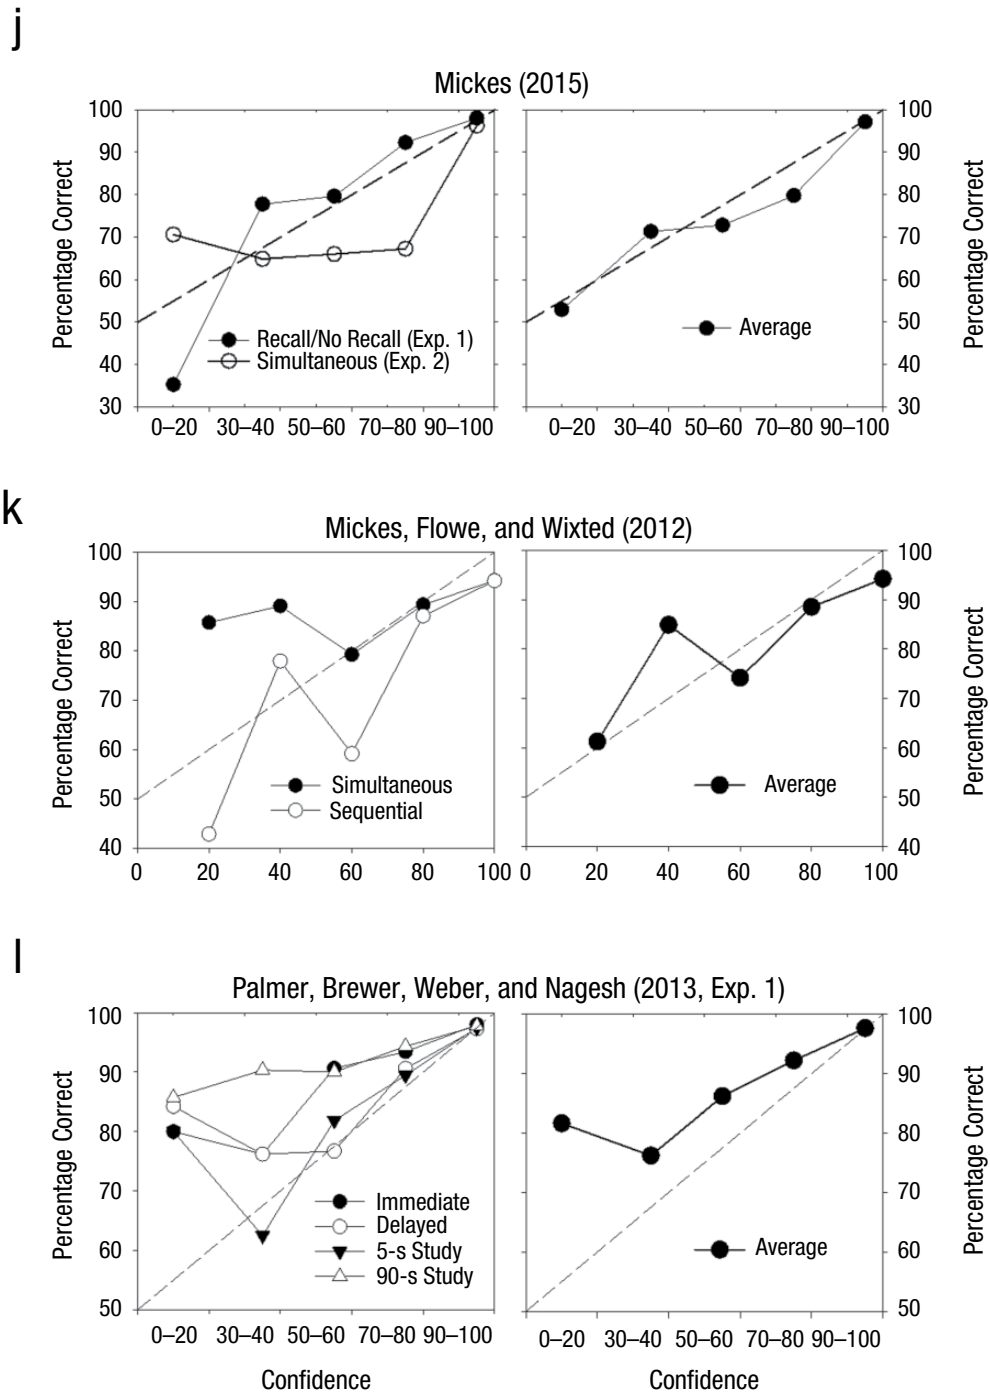 j
Mickes (2015)
100
90
80
70
60
50
40
30
Percentage Correct
Recall/No Recall (Exp. 1)
Simultaneous (Exp. 2)
0–20 30–40 50–60 70–80 90–100
Average
0–20 30–40 50–60 70–80 90–100
100
90
80
70
60
50
40
30
Percentage Correct
k
Mickes, Flowe, and Wixted (2012)
100
90
80
70
60
50
40
Percentage Correct
Simultaneous
Sequential
0 20 40 60 80 100
Average
0 20 40 60 80 100
100
90
80
70
60
50
40
Percentage Correct
l
Palmer, Brewer, Weber, and Nagesh (2013, Exp. 1)
100
90
80
70
60
50
Percentage Correct
Immediate
Delayed
5-s Study
90-s Study
0–20 30–40 50–60 70–80 90–100
Confidence
Average
0–20 30–40 50–60 70–80 90–100
Confidence
100
90
80
70
60
50
Percentage Correct